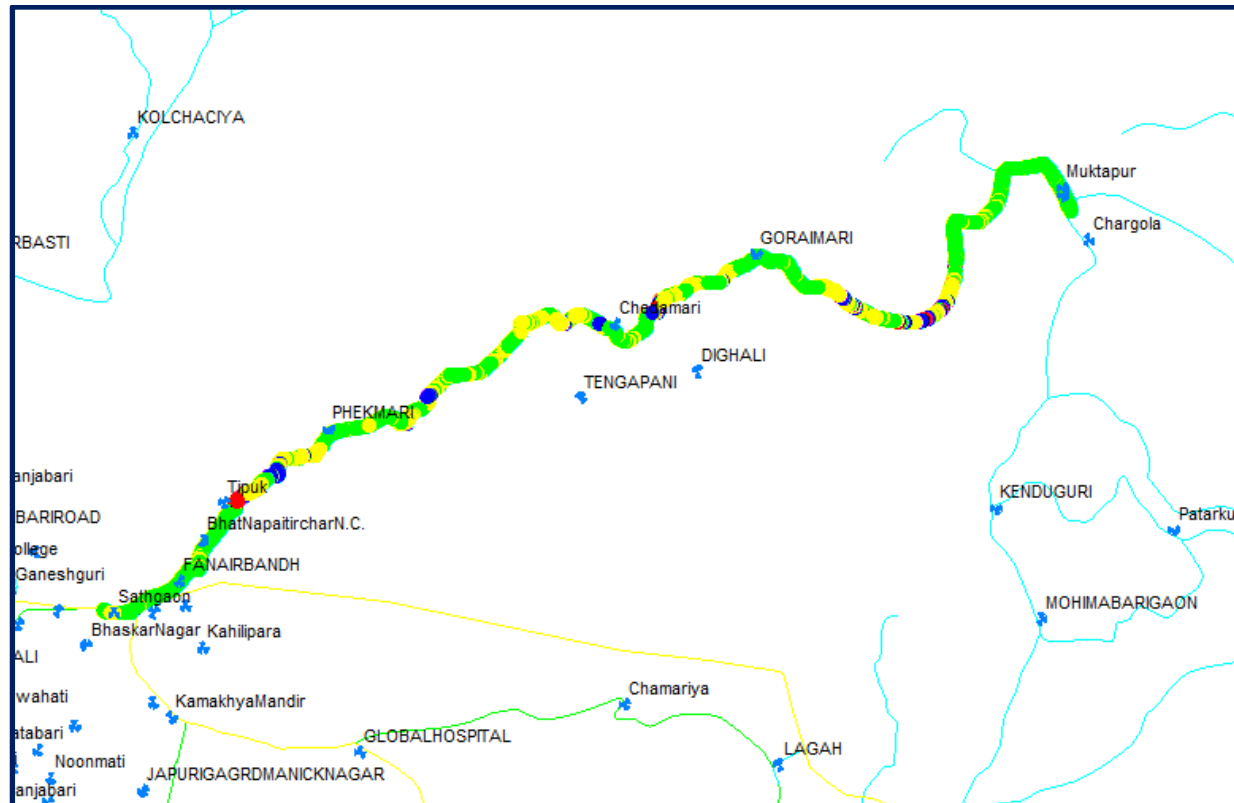 KOLCHACIYA
Muktapur
Chargola
RBASTI
GORAIMARI
Chedamari
DIGHALI
TENGAPANI
PHEKMARI
anjabari
Tipuk
KENDUGURI
BARIROAD
BhatNapaitircharN.C.
Patarku
ollege
Ganeshguri
FANAIRBANDH
Sathgaon
MOHIMABARIGAON
BhaskarNagar
Kahilipara
ALI
wahati
KamakhyaMandir
Chamariya
atabari
GLOBALHOSPITAL
LAGAH
Noonmati
JAPURIGAGRDMANICKNAGAR
anjabari